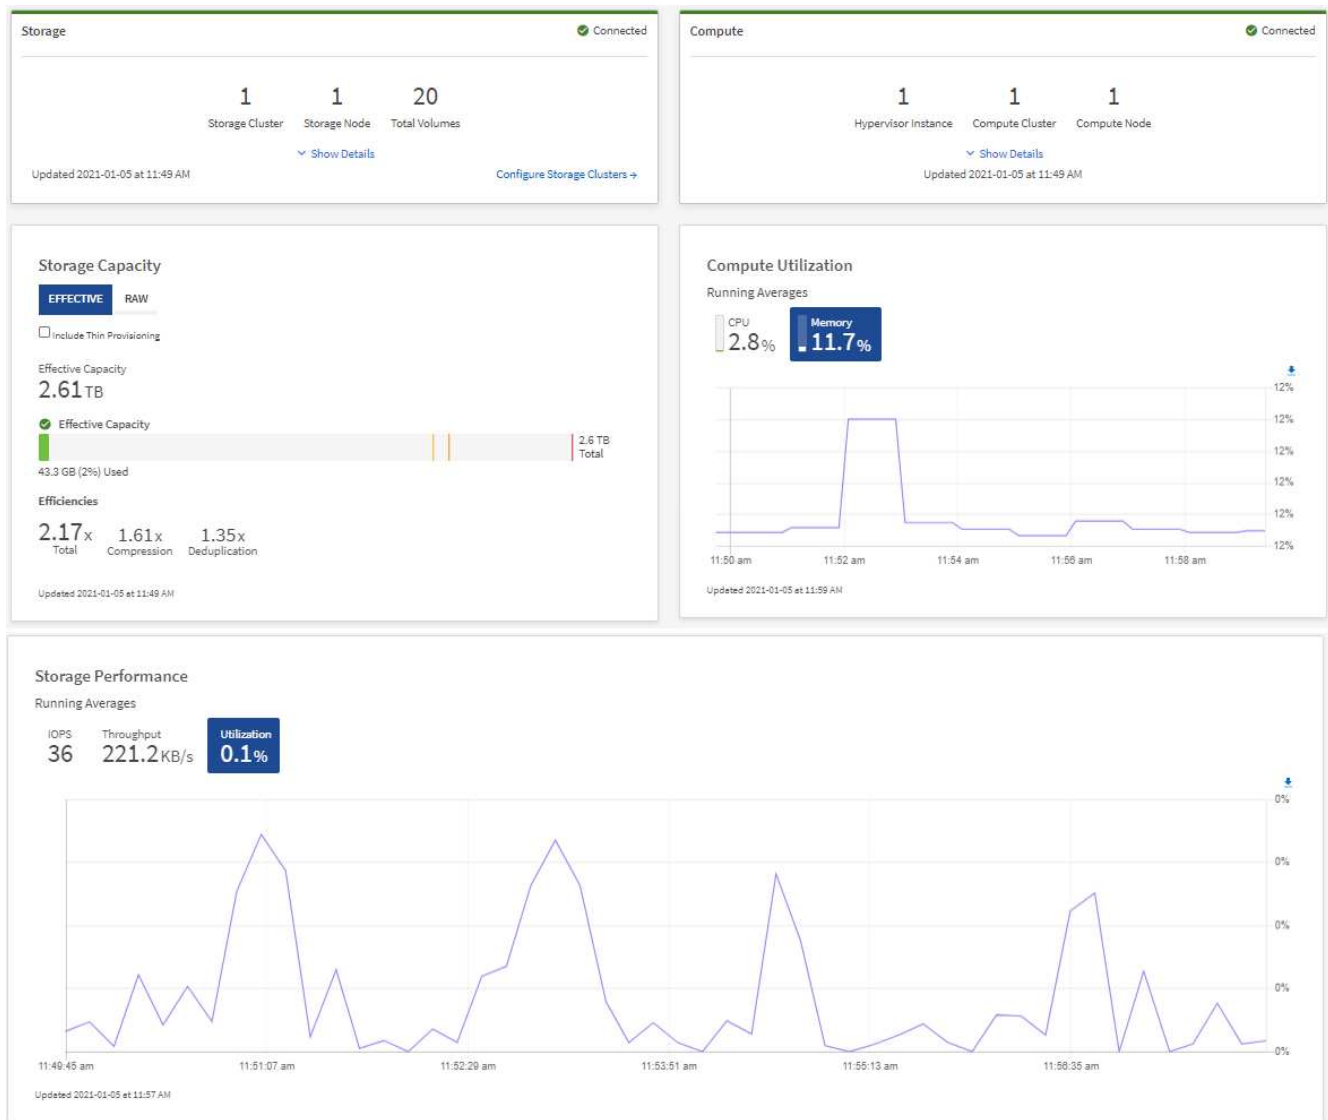 Storage
Connected
1 1 20
Storage Cluster Storage Node Total Volumes
Show Details
Updated 2021-01-05 at 11:49 AM
Configure Storage Clusters →
Compute
Connected
1 1 1
Hypervisor Instance Compute Cluster Compute Node
Show Details
Updated 2021-01-05 at 11:49 AM
Storage Capacity
EFFECTIVE RAW
Include Thin Provisioning
Effective Capacity
2.61 TB
Effective Capacity
2.6 TB
Total
43.3 GB (2%) Used
Efficiencies
2.17x 1.61x 1.35x
Total Compression Deduplication
Updated 2021-01-05 at 11:49 AM
Compute Utilization
Running Averages
CPU Memory
2.8% 11.7%
12%
12%
12%
12%
12%
12%
11:50 am 11:52 am 11:54 am 11:56 am 11:58 am
Updated 2021-01-05 at 11:59 AM
Storage Performance
Running Averages
IOPS Throughput Utilization
36 221.2 KB/s 0.1%
0%
0%
0%
0%
0%
11:49:45 am 11:51:07 am 11:52:29 am 11:53:51 am 11:55:13 am 11:56:35 am
Updated 2021-01-05 at 11:57 AM